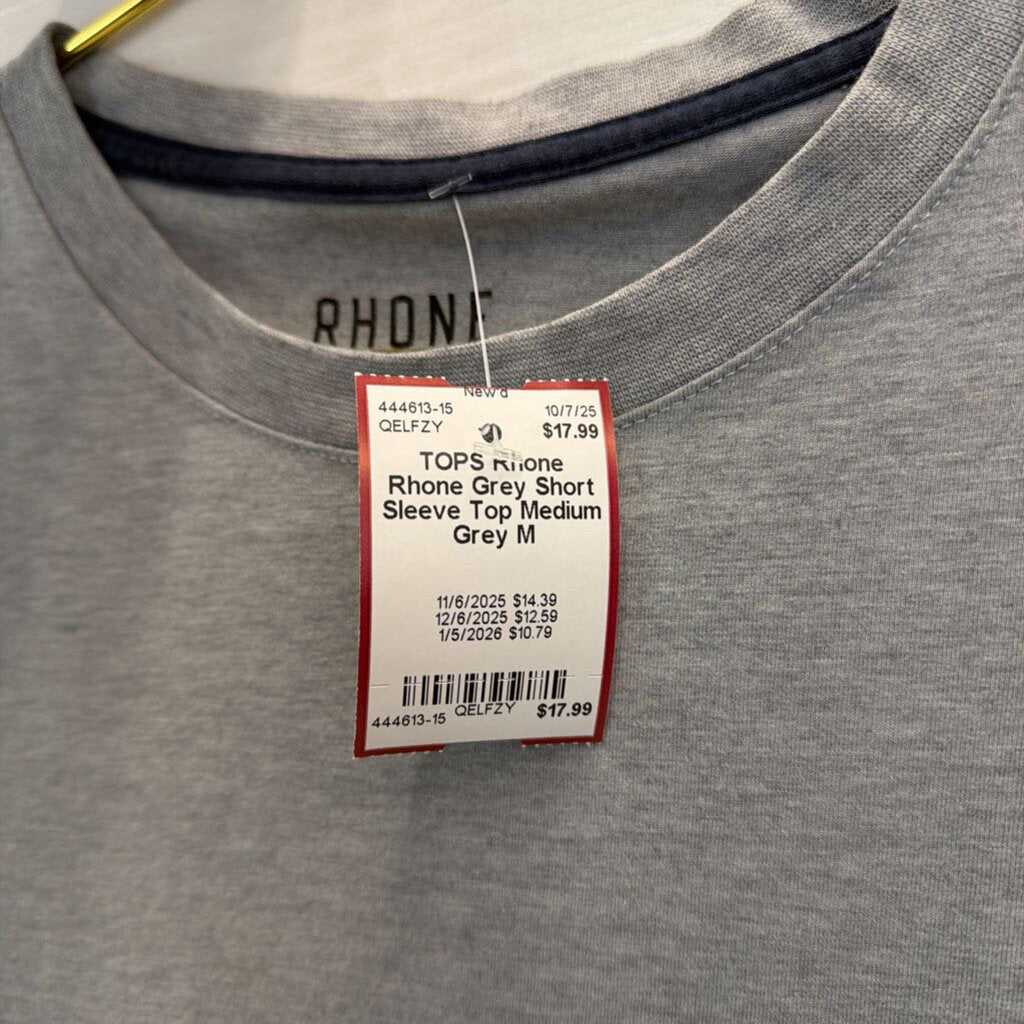 RHONE
New'd
444613-15 10/7/25
QELFZY $17.99
TOPS Rhone
Rhone Grey Short
Sleeve Top Medium
Grey M
11/6/2025 $14.39
12/6/2025 $12.59
1/5/2026 $10.79
444613-15 QELFZY $17.99